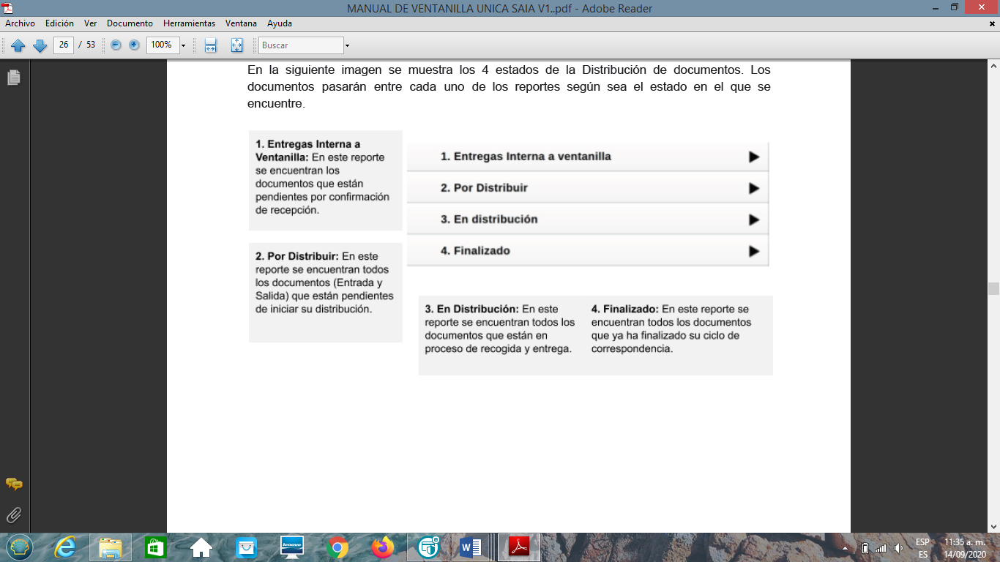 MANUAL DE VENTANILLA UNICA SAIA V1..pdf - Adobe Reader
Archivo Edición Ver Documento Herramientas Ventana Ayuda
26 / 53 100% Buscar
En la siguiente imagen se muestra los 4 estados de la Distribución de documentos. Los
documentos pasarán entre cada uno de los reportes según sea el estado en el que se
encuentre.
1. Entregas Interna a
Ventanilla: En este reporte
se encuentran los
documentos que están
pendientes por confirmación
de recepción.
2. Por Distribuir: En este
reporte se encuentran todos
los documentos (Entrada y
Salida) que están pendientes
de iniciar su distribución.
1. Entregas Interna a ventanilla
2. Por Distribuir
3. En distribución
4. Finalizado
3. En Distribución: En este
reporte se encuentran todos los
documentos que están en
proceso de recogida y entrega.
4. Finalizado: En este reporte se
encuentran todos los documentos
que ya ha finalizado su ciclo de
correspondencia.
lenovo
ESP
ES
11:35 a. m.
14/09/2020